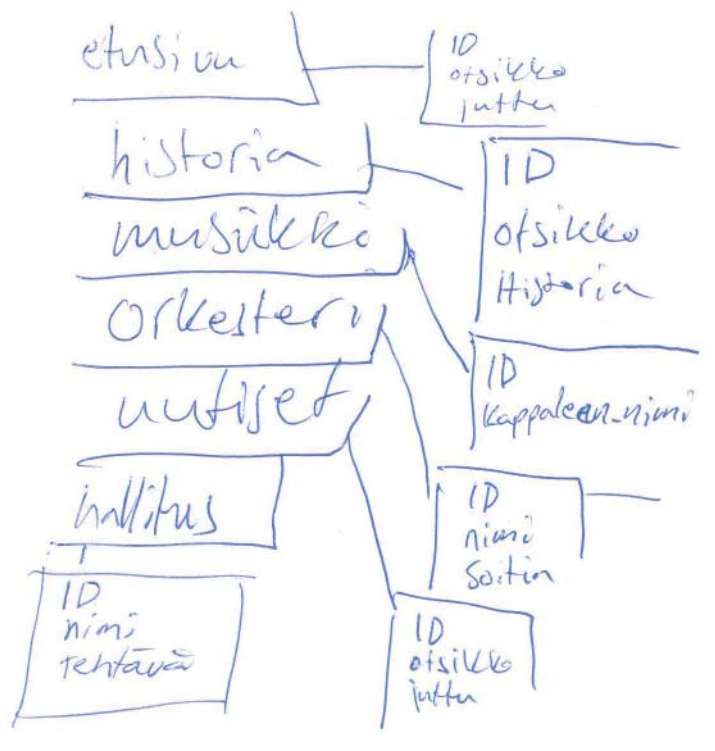 etusivu
ID
otsikko
juttu
historia
ID
otsikko
Historia
musiikki
ID
kappaleen_nimi
orkesteri
ID
nimi
Soitin
uutiset
ID
otsikko
juttu
hallitus
ID
nimi
tehtävä